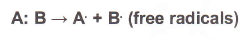 A: B → A· + B· (free radicals)